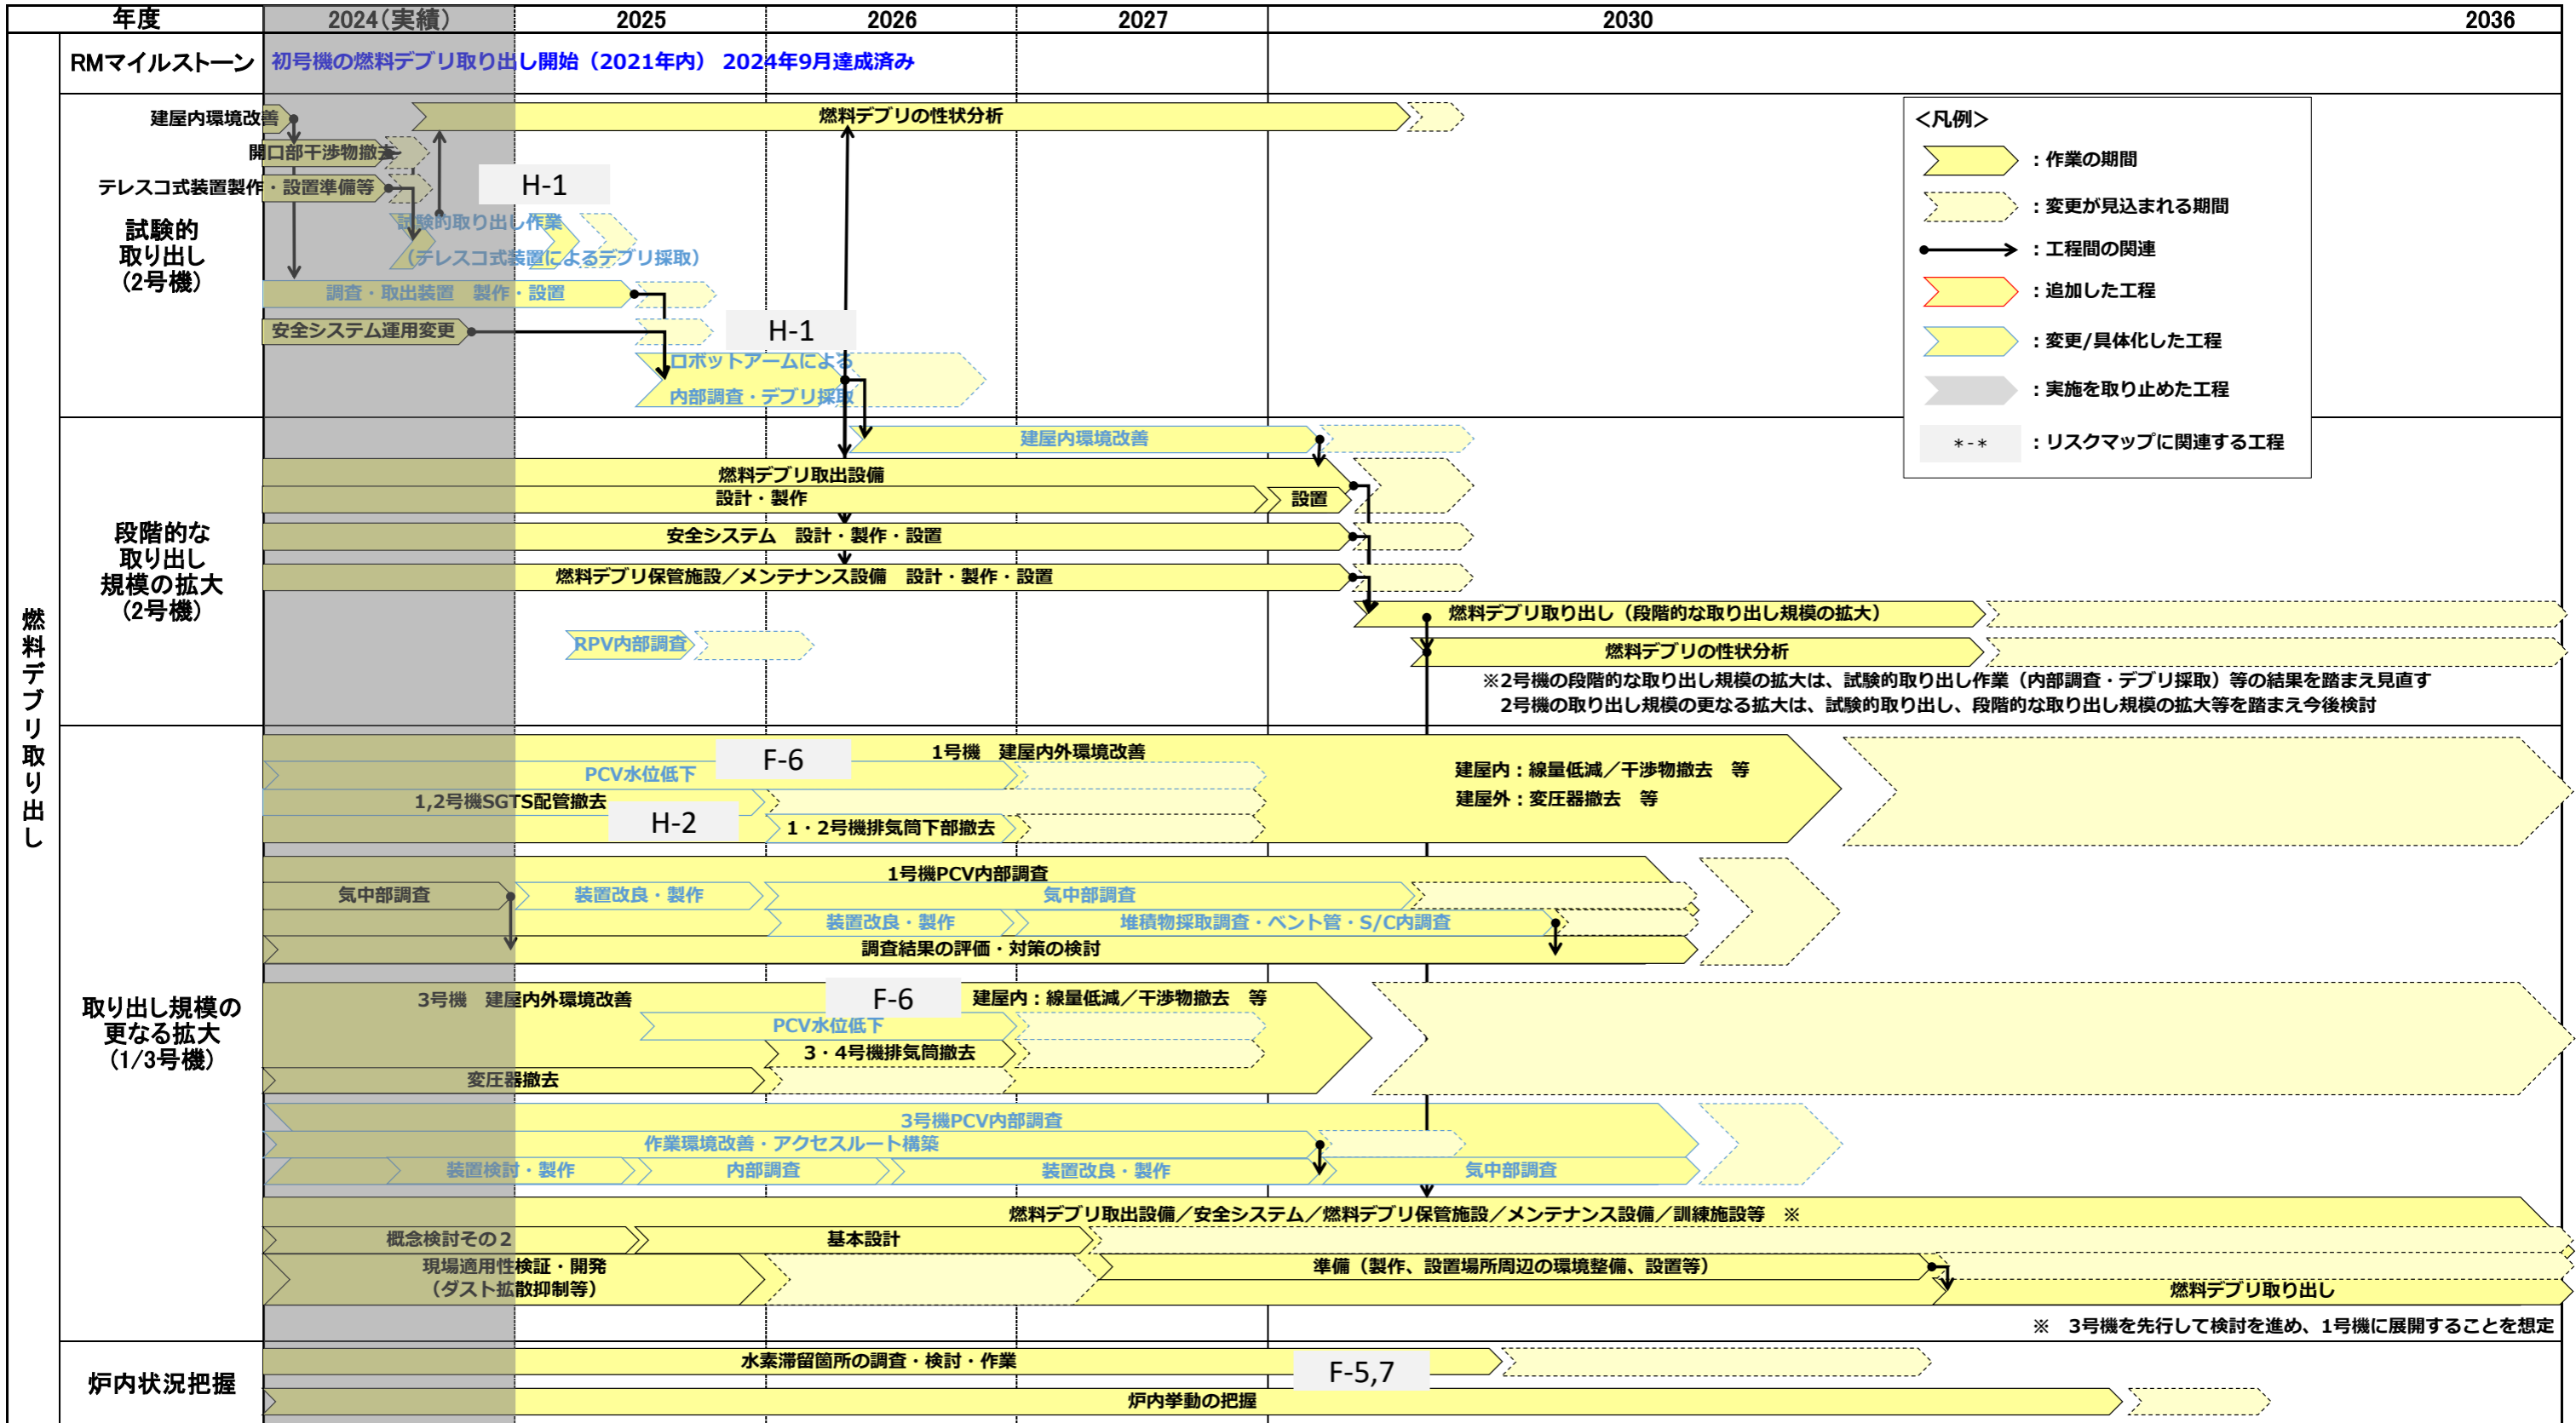 年度
2024(実績)
2025
2026
2027
2030
2036
燃料デブリ取り出し
RMマイルストーン
初号機の燃料デブリ取り出し開始（2021年内） 2024年9月達成済み
試験的
取り出し
(2号機)
建屋内環境改善
燃料デブリの性状分析
開口部干渉物撤去
テレスコ式装置製作・設置準備等
H-1
試験的取り出し作業
（テレスコ式装置によるデブリ採取）
調査・取出装置　製作・設置
安全システム運用変更
H-1
ロボットアームによる
内部調査・デブリ採取
＜凡例＞
：作業の期間
：変更が見込まれる期間
：工程間の関連
：追加した工程
：変更/具体化した工程
：実施を取り止めた工程
*-*
：リスクマップに関連する工程
段階的な
取り出し
規模の拡大
(2号機)
建屋内環境改善
燃料デブリ取出設備
設計・製作
設置
安全システム　設計・製作・設置
燃料デブリ保管施設／メンテナンス設備　設計・製作・設置
燃料デブリ取り出し（段階的な取り出し規模の拡大）
RPV内部調査
燃料デブリの性状分析
※2号機の段階的な取り出し規模の拡大は、試験的取り出し作業（内部調査・デブリ採取）等の結果を踏まえ見直す
2号機の取り出し規模の更なる拡大は、試験的取り出し、段階的な取り出し規模の拡大等を踏まえ今後検討
取り出し規模の
更なる拡大
(1/3号機)
1号機　建屋内外環境改善
F-6
PCV水位低下
建屋内：線量低減／干渉物撤去　等
建屋外：変圧器撤去　等
1,2号機SGTS配管撤去
H-2
1・2号機排気筒下部撤去
1号機PCV内部調査
気中部調査
装置改良・製作
気中部調査
装置改良・製作
堆積物採取調査・ベント管・S/C内調査
調査結果の評価・対策の検討
3号機　建屋内外環境改善
F-6
建屋内：線量低減／干渉物撤去　等
PCV水位低下
3・4号機排気筒撤去
変圧器撤去
3号機PCV内部調査
作業環境改善・アクセスルート構築
装置検討・製作
内部調査
装置改良・製作
気中部調査
燃料デブリ取出設備／安全システム／燃料デブリ保管施設／メンテナンス設備／訓練施設等　※
概念検討その２
基本設計
現場適用性検証・開発
（ダスト拡散抑制等）
準備（製作、設置場所周辺の環境整備、設置等）
燃料デブリ取り出し
※　3号機を先行して検討を進め、1号機に展開することを想定
炉内状況把握
水素滞留箇所の調査・検討・作業
F-5,7
炉内挙動の把握